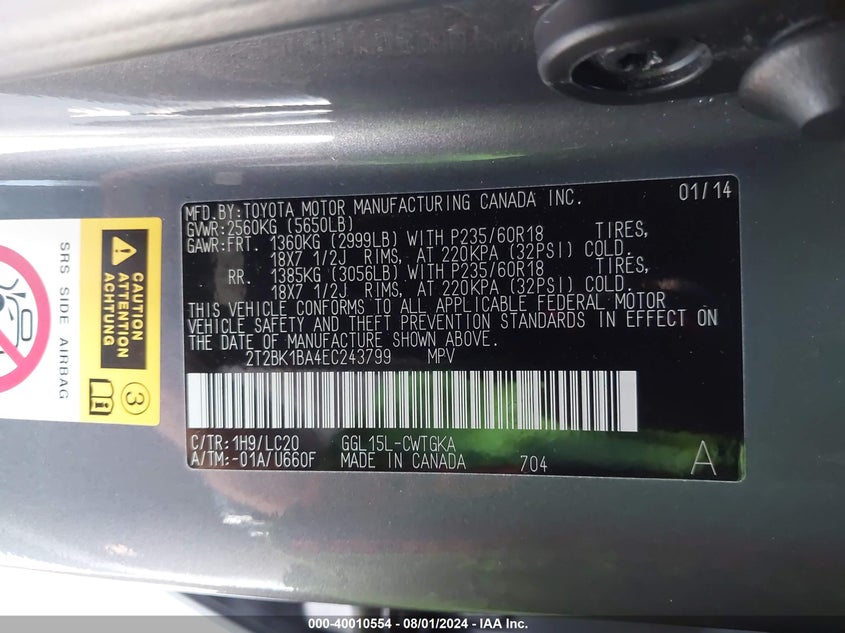 MFD.BY:TOYOTA MOTOR MANUFACTURING CANADA INC. 01/14
GVWR:2560KG (5650LB)
GAWR:FRT. 1360KG (2999LB) WITH P235/60R18 TIRES,
18X7 1/2J RIMS, AT 220KPA (32PSI) COLD.
RR. 1385KG (3056LB) WITH P235/60R18 TIRES,
18X7 1/2J RIMS, AT 220KPA (32PSI) COLD.
THIS VEHICLE CONFORMS TO ALL APPLICABLE FEDERAL MOTOR
VEHICLE SAFETY AND THEFT PREVENTION STANDARDS IN EFFECT ON
THE DATE OF MANUFACTURE SHOWN ABOVE.
2T2BK1BA4EC243799 MPV
C/TR:1H9/LC20 GGL15L-CWTGKA
A/TM:-01A/U660F MADE IN CANADA 704 A
CAUTION
ATTENTION
ACHTUNG
SRS SIDE AIRBAG
3
000-40010554 - 08/01/2024 - IAA Inc.